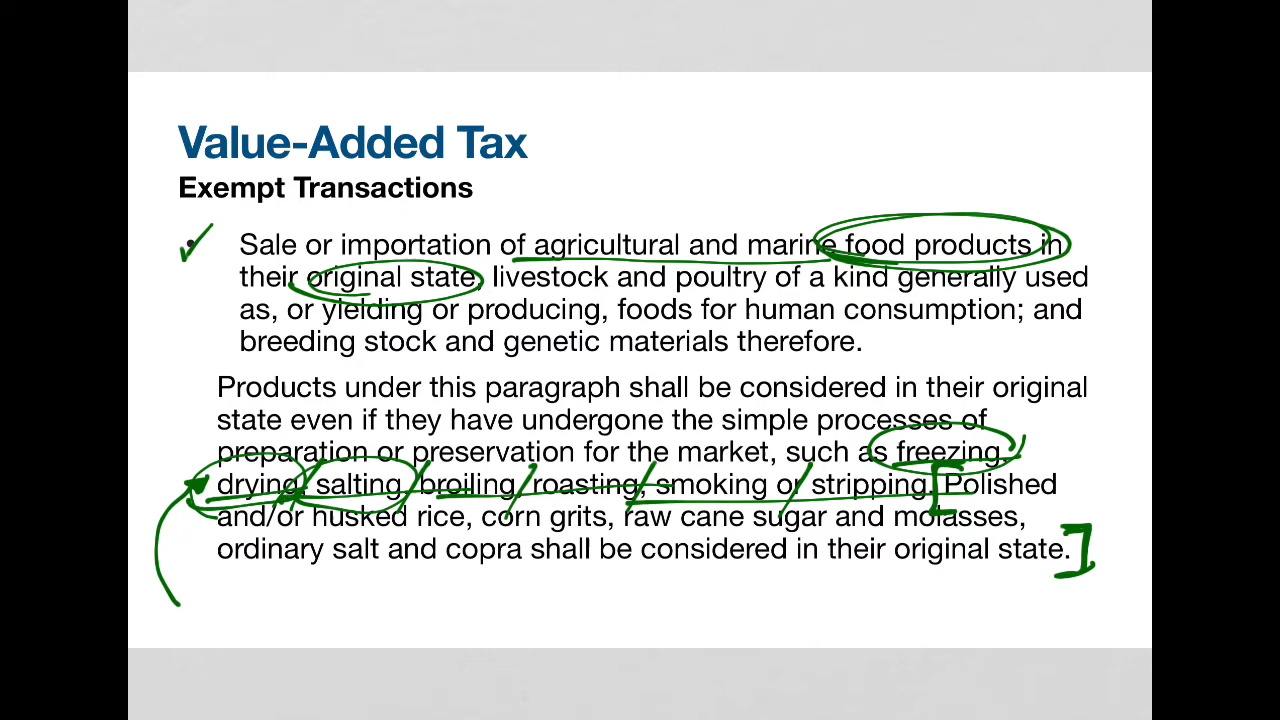 Value-Added Tax
Exempt Transactions
• Sale or importation of agricultural and marine food products in
their original state, livestock and poultry of a kind generally used
as, or yielding or producing, foods for human consumption; and
breeding stock and genetic materials therefore.
Products under this paragraph shall be considered in their original
state even if they have undergone the simple processes of
preparation or preservation for the market, such as freezing,
drying, salting, broiling, roasting, smoking or stripping. Polished
and/or husked rice, corn grits, raw cane sugar and molasses,
ordinary salt and copra shall be considered in their original state.